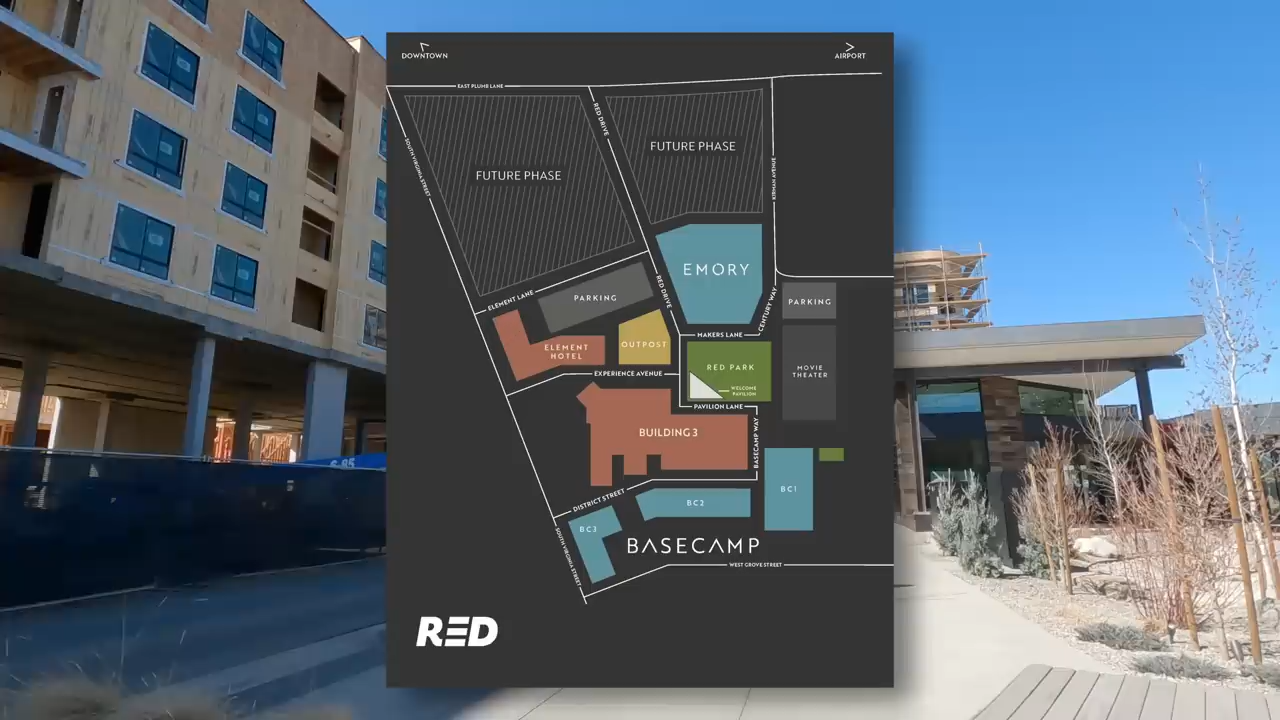 DOWNTOWN
AIRPORT
EAST PLUMB LANE
SOUTH VIRGINIA STREET
RED DRIVE
KIRMAN AVENUE
FUTURE PHASE
FUTURE PHASE
EMORY
ELEMENT LANE
PARKING
RED DRIVE
CENTURY WAY
PARKING
MAKERS LANE
ELEMENT
HOTEL
OUTPOST
RED PARK
WELCOME
PAVILION
MOVIE
THEATER
EXPERIENCE AVENUE
PAVILION LANE
BUILDING 3
BASECAMP WAY
DISTRICT STREET
BC3
BC2
BC1
SOUTH VIRGINIA STREET
BASECAMP
WEST GROVE STREET
RED
S-85